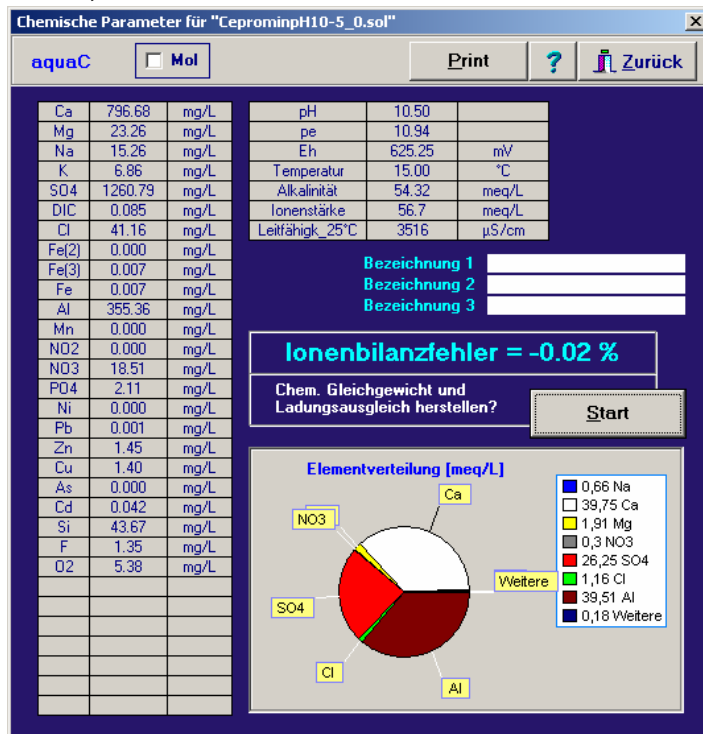 Chemische Parameter für "CeprominpH10-5_0.sol"
aquaC Mol Print ? Zurück
Ca 796.68 mg/L
Mg 23.26 mg/L
Na 15.26 mg/L
K 6.86 mg/L
SO4 1260.79 mg/L
DIC 0.085 mg/L
Cl 41.16 mg/L
Fe(2) 0.000 mg/L
Fe(3) 0.007 mg/L
Fe 0.007 mg/L
Al 355.36 mg/L
Mn 0.000 mg/L
NO2 0.000 mg/L
NO3 18.51 mg/L
PO4 2.11 mg/L
Ni 0.000 mg/L
Pb 0.001 mg/L
Zn 1.45 mg/L
Cu 1.40 mg/L
As 0.000 mg/L
Cd 0.042 mg/L
Si 43.67 mg/L
F 1.35 mg/L
O2 5.38 mg/L
pH 10.50
pe 10.94
Eh 625.25 mV
Temperatur 15.00 °C
Alkalinität 54.32 meq/L
Ionenstärke 56.7 meq/L
Leitfähigk_25°C 3516 µS/cm
Bezeichnung 1
Bezeichnung 2
Bezeichnung 3
Ionenbilanzfehler = -0.02 %
Chem. Gleichgewicht und
Ladungsausgleich herstellen?
Start
Elementverteilung [meq/L]
Ca
NO3
Weitere
SO4
Cl
Al
0,66 Na
39,75 Ca
1,91 Mg
0,3 NO3
26,25 SO4
1,16 Cl
39,51 Al
0,18 Weitere